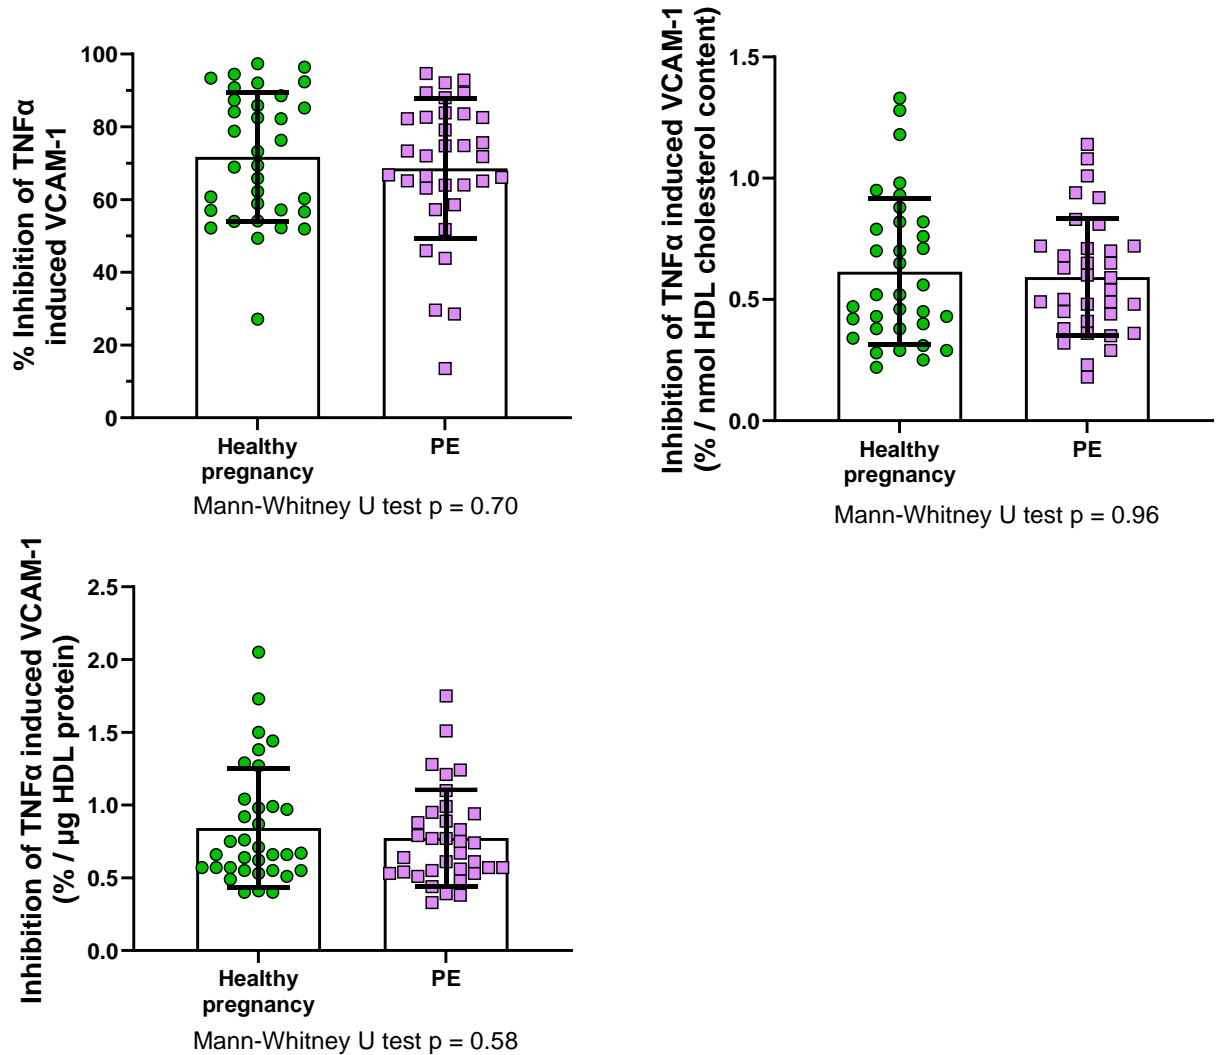 % Inhibition of TNFα
induced VCAM-1
100
80
60
40
20
0
Healthy
pregnancy
PE
Mann-Whitney U test p = 0.70
Inhibition of TNFα induced VCAM-1
(% / nmol HDL cholesterol content)
1.5
1.0
0.5
0.0
Healthy
pregnancy
PE
Mann-Whitney U test p = 0.96
Inhibition of TNFα induced VCAM-1
(% / µg HDL protein)
2.5
2.0
1.5
1.0
0.5
0.0
Healthy
pregnancy
PE
Mann-Whitney U test p = 0.58